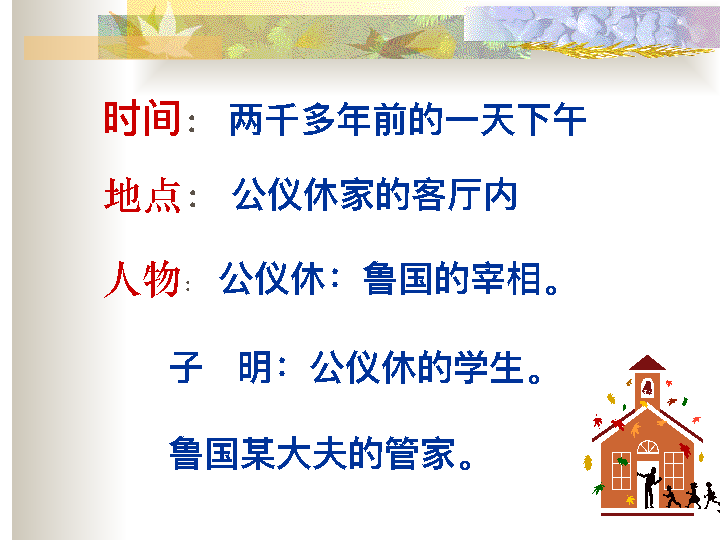 时间： 两千多年前的一天下午
地点： 公仪休家的客厅内
人物： 公仪休：鲁国的宰相。
子　明：公仪休的学生。
鲁国某大夫的管家。